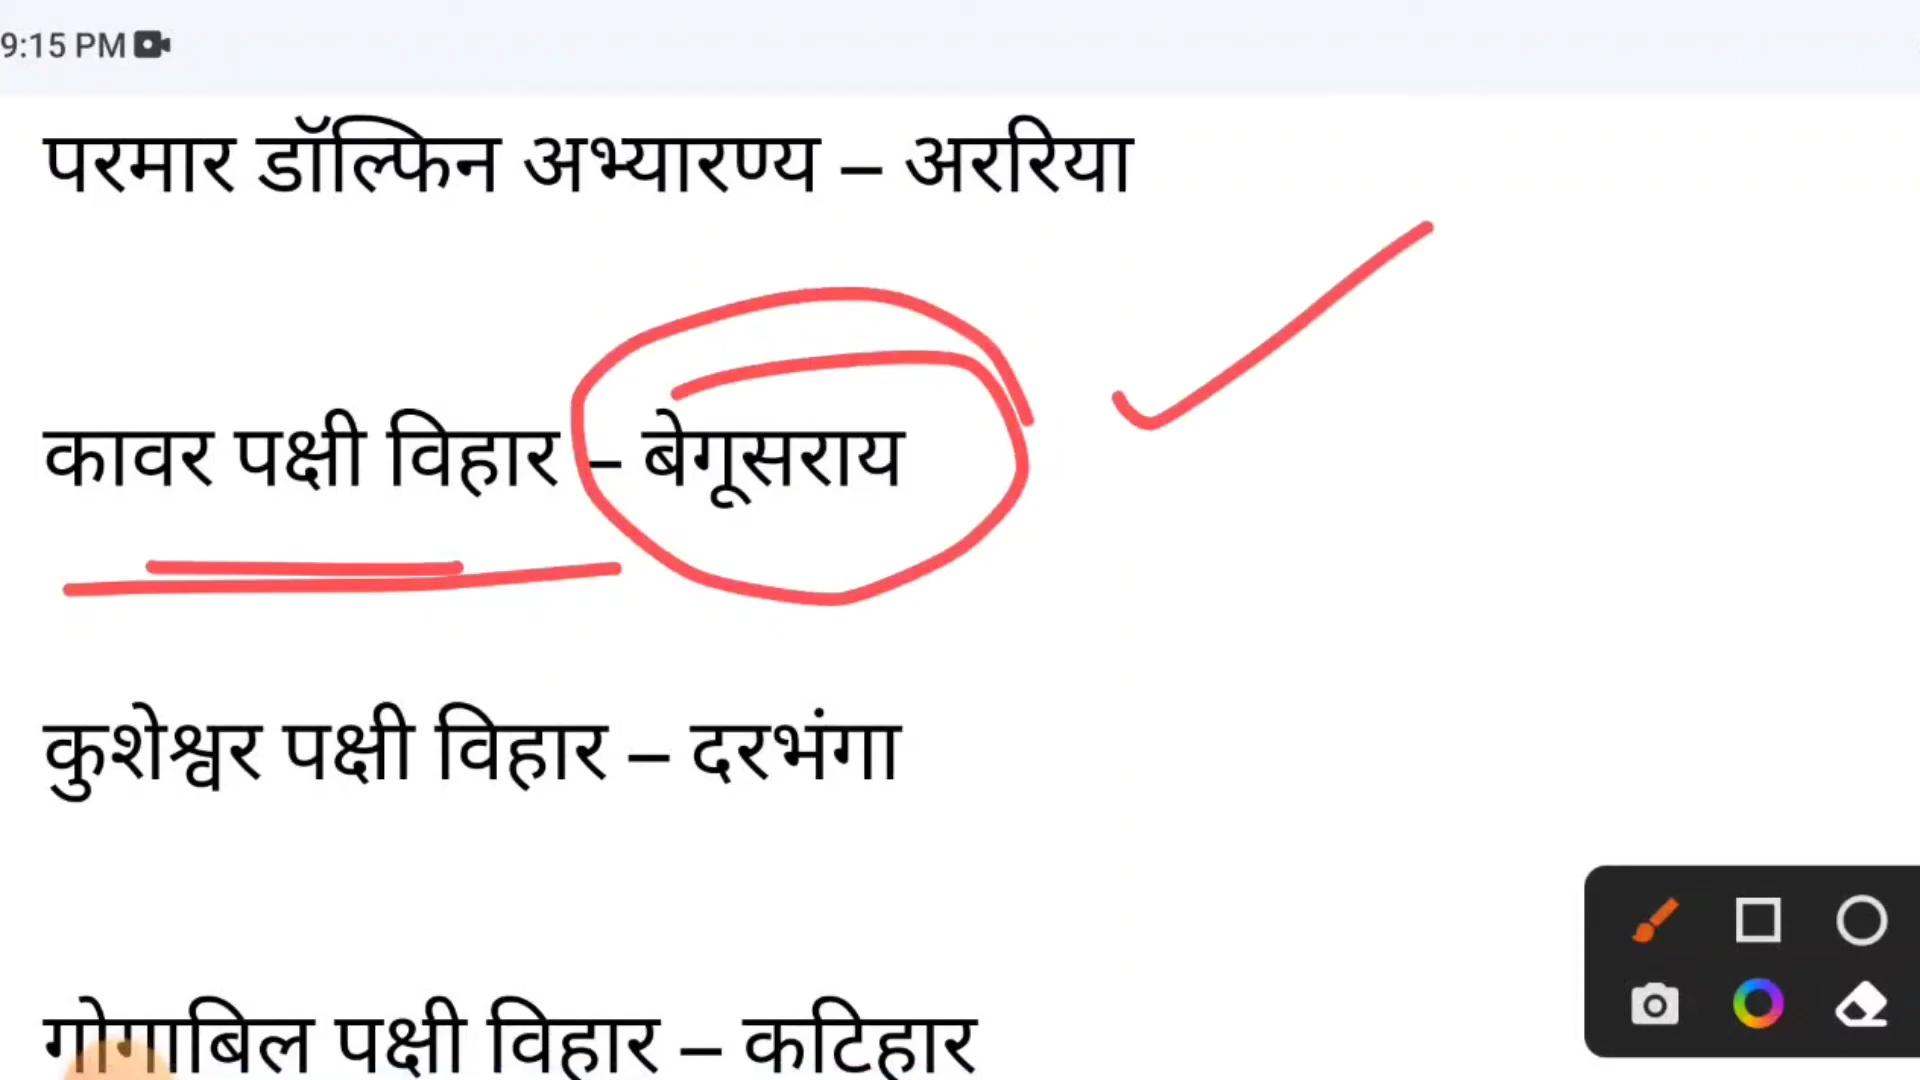 9:15 PM
परमार डॉल्फिन अभ्यारण्य – अररिया
कावर पक्षी विहार – बेगूसराय
कुशेश्वर पक्षी विहार – दरभंगा
गोगाबिल पक्षी विहार – कटिहार